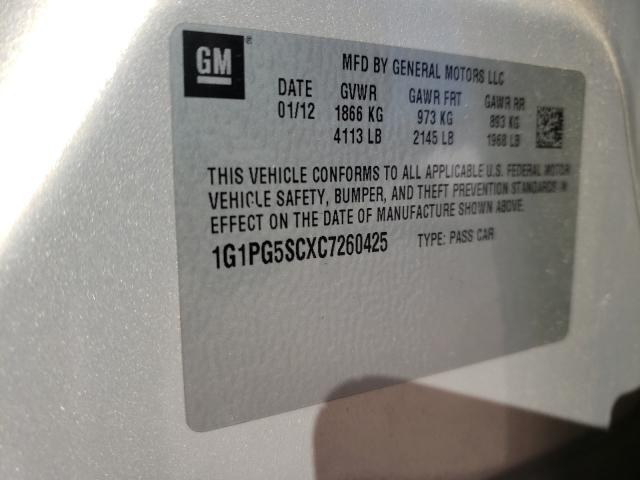 GM
MFD BY GENERAL MOTORS LLC
DATE GVWR GAWR FRT GAWR RR
01/12 1866 KG 973 KG 893 KG
4113 LB 2145 LB 1968 LB
THIS VEHICLE CONFORMS TO ALL APPLICABLE U.S. FEDERAL MOTOR
VEHICLE SAFETY, BUMPER, AND THEFT PREVENTION STANDARDS IN
EFFECT ON THE DATE OF MANUFACTURE SHOWN ABOVE.
1G1PG5SCXC7260425 TYPE: PASS CAR